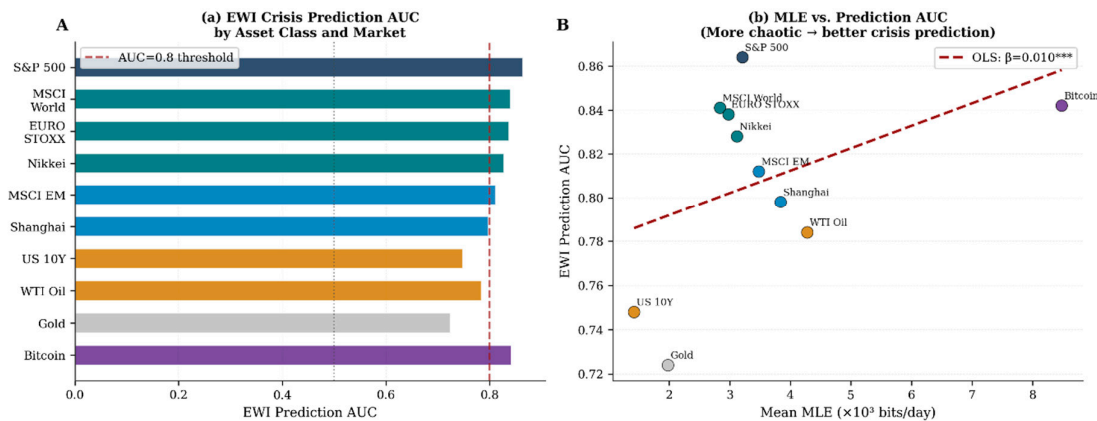 A
(a) EWI Crisis Prediction AUC
by Asset Class and Market
AUC=0.8 threshold
S&P 500
MSCI
World
EURO
STOXX
Nikkei
MSCI EM
Shanghai
US 10Y
WTI Oil
Gold
Bitcoin
0.0 0.2 0.4 0.6 0.8
EWI Prediction AUC
B
(b) MLE vs. Prediction AUC
(More chaotic → better crisis prediction)
OLS: β=0.010***
EWI Prediction AUC
0.86
0.84
0.82
0.80
0.78
0.76
0.74
0.72
S&P 500
MSCI World
EURO STOXX
Nikkei
MSCI EM
Shanghai
WTI Oil
US 10Y
Gold
Bitcoin
2 3 4 5 6 7 8
Mean MLE (×10³ bits/day)